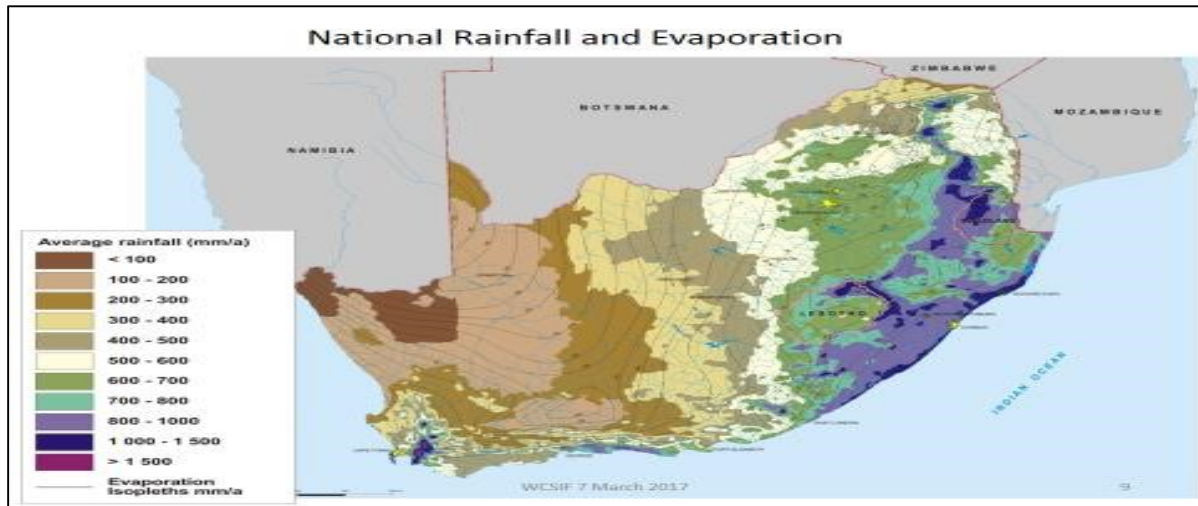 National Rainfall and Evaporation
ZIMBABWE
BOTSWANA
MOZAMBIQUE
NAMIBIA
Average rainfall (mm/a)
< 100
100 - 200
200 - 300
300 - 400
400 - 500
500 - 600
600 - 700
700 - 800
800 - 1000
1 000 - 1 500
> 1 500
Evaporation
Isopleths mm/a
LESOTHO
INDIAN OCEAN
WCSIF 7 March 2017
9